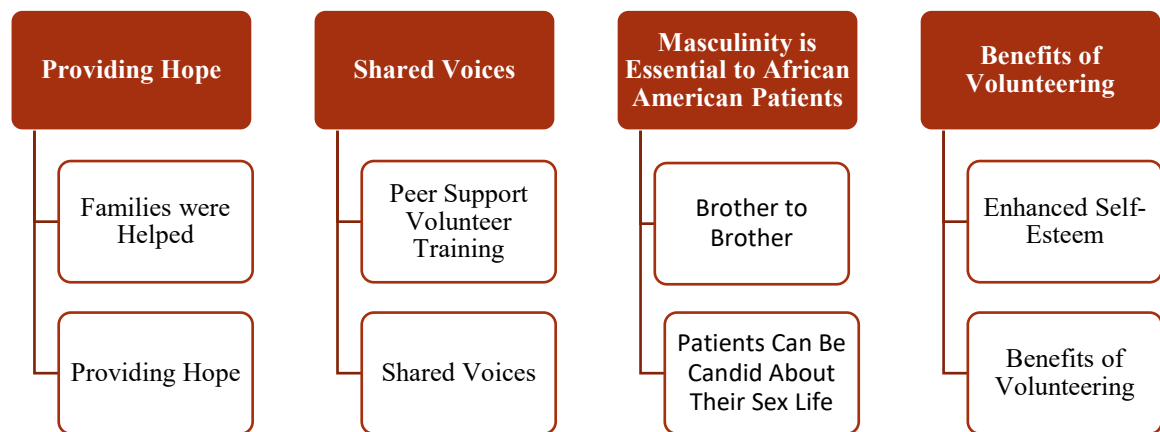 Providing Hope
Families were
Helped
Providing Hope
Shared Voices
Peer Support
Volunteer
Training
Shared Voices
Masculinity is
Essential to African
American Patients
Brother to
Brother
Patients Can Be
Candid About
Their Sex Life
Benefits of
Volunteering
Enhanced Self-
Esteem
Benefits of
Volunteering